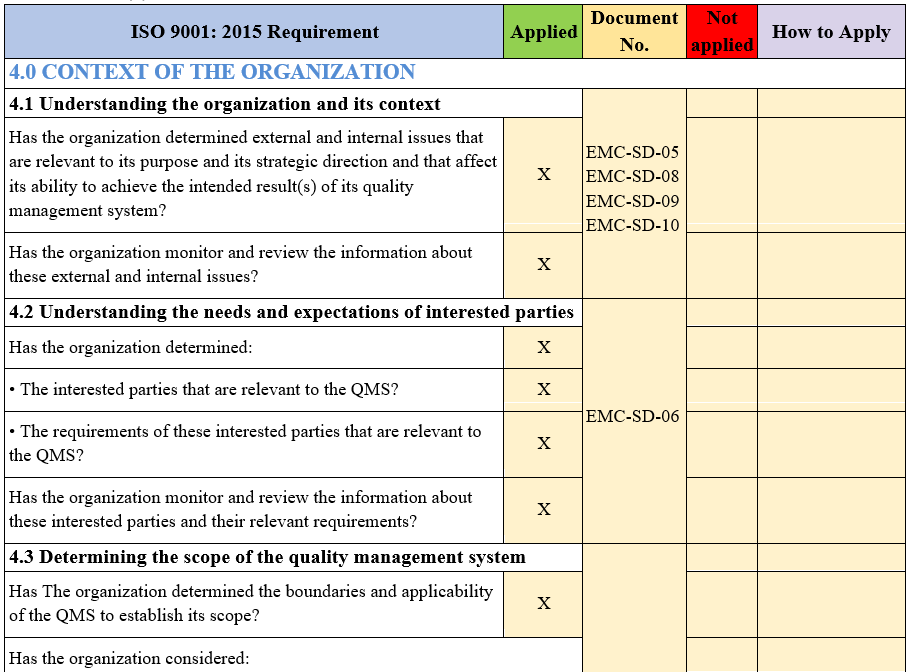 ISO 9001: 2015 Requirement
Applied
Document
No.
Not
applied
How to Apply
4.0 CONTEXT OF THE ORGANIZATION
4.1 Understanding the organization and its context
Has the organization determined external and internal issues that
are relevant to its purpose and its strategic direction and that affect
its ability to achieve the intended result(s) of its quality
management system?
X
EMC-SD-05
EMC-SD-08
EMC-SD-09
EMC-SD-10
Has the organization monitor and review the information about
these external and internal issues?
X
4.2 Understanding the needs and expectations of interested parties
Has the organization determined:
X
• The interested parties that are relevant to the QMS?
X
EMC-SD-06
• The requirements of these interested parties that are relevant to
the QMS?
X
Has the organization monitor and review the information about
these interested parties and their relevant requirements?
X
4.3 Determining the scope of the quality management system
Has The organization determined the boundaries and applicability
of the QMS to establish its scope?
X
Has the organization considered: